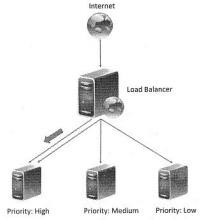 Internet
Load Balancer
Priority: High
Priority: Medium
Priority: Low